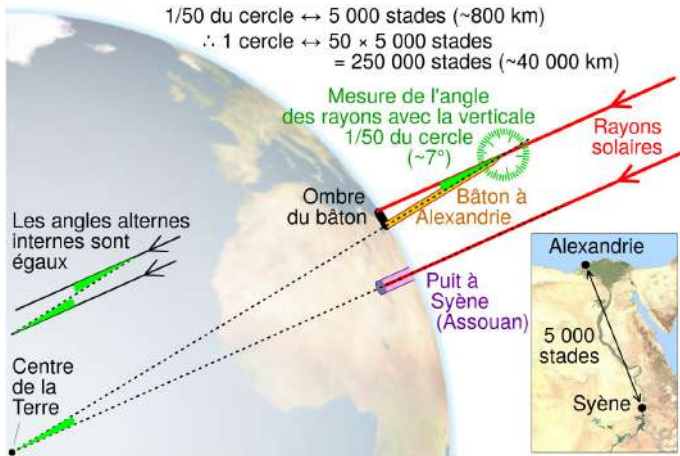 1/50 du cercle ↔ 5 000 stades (~800 km)
∴ 1 cercle ↔ 50 × 5 000 stades
= 250 000 stades (~40 000 km)
Mesure de l'angle
des rayons avec la verticale
1/50 du cercle
(~7°)
Rayons
solaires
Ombre
du bâton
Bâton à
Alexandrie
Les angles alternes
internes sont
égaux
Puit à
Syène
(Assouan)
Alexandrie
5 000
stades
Syène
Centre
de la
Terre